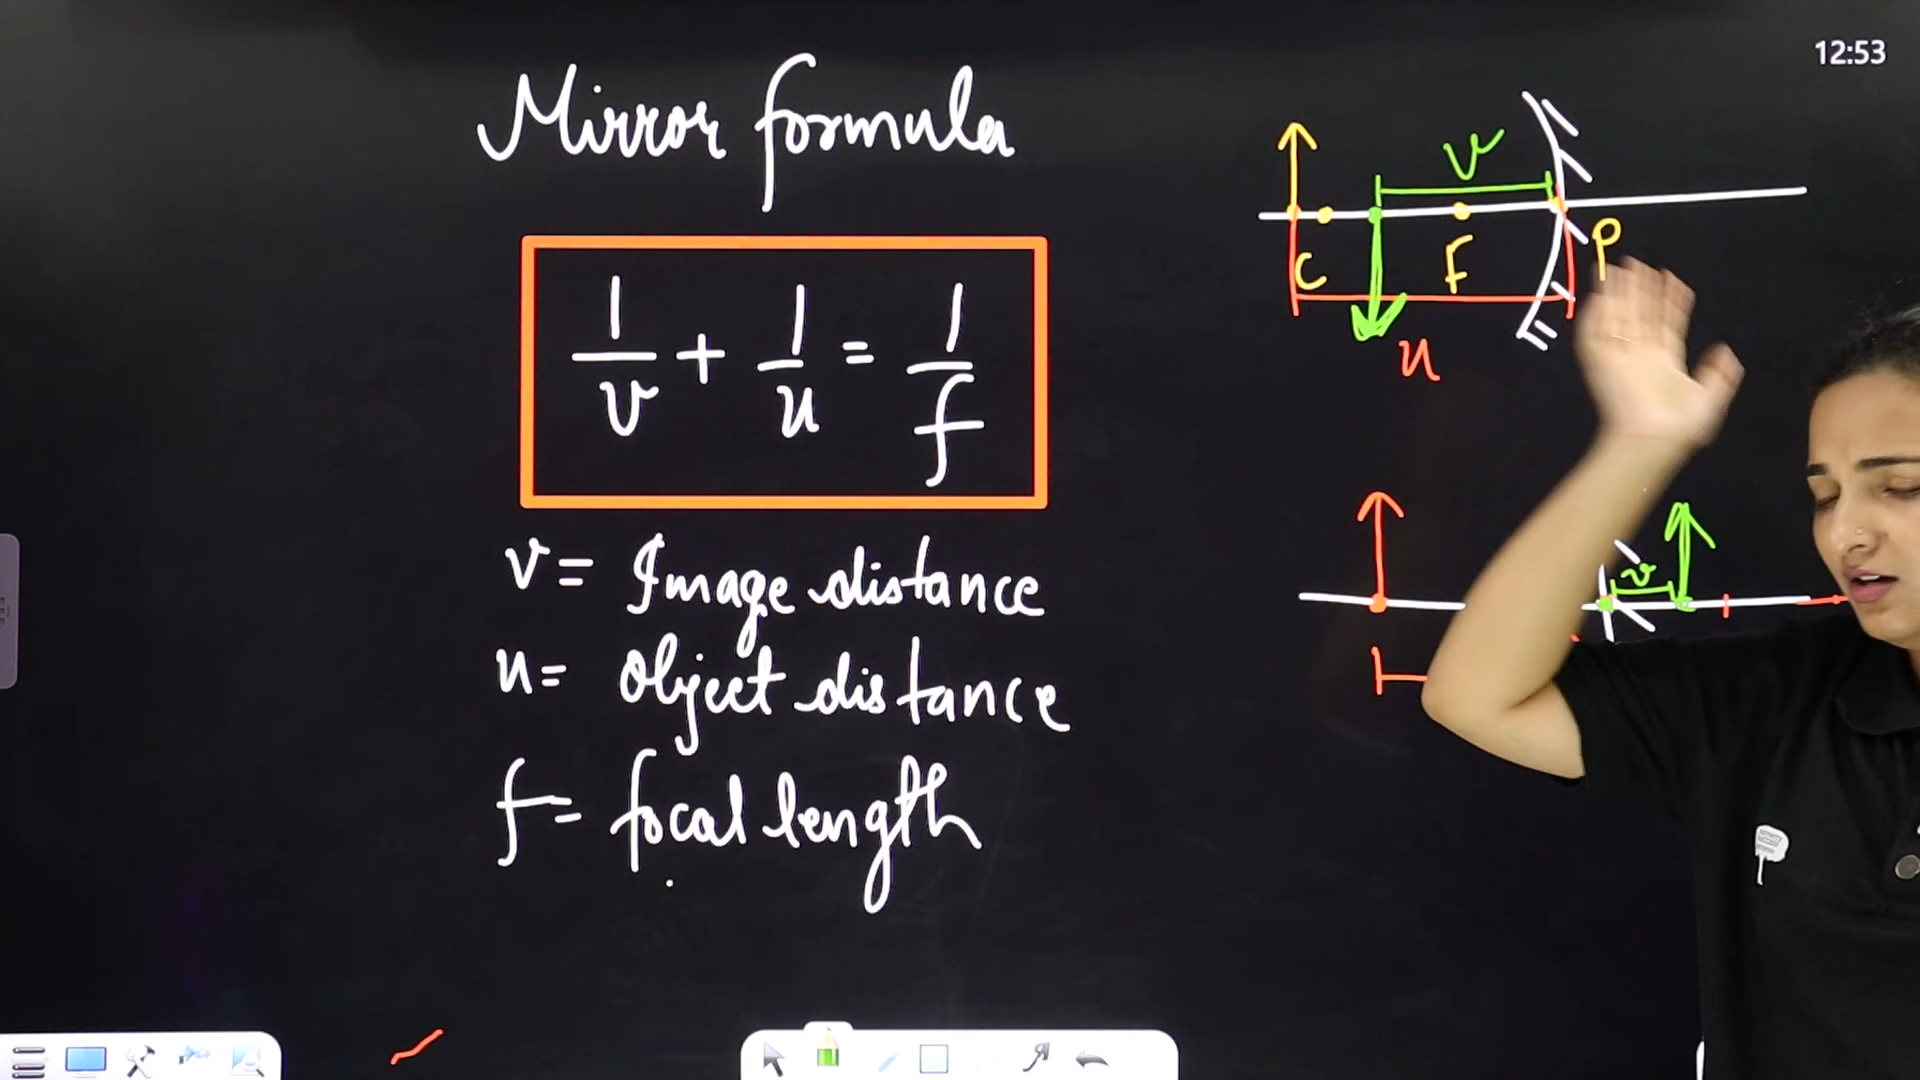 12:53
Mirror formula
1/v + 1/u = 1/f
v = Image distance
u = Object distance
f = focal length
v
C F P
u
v